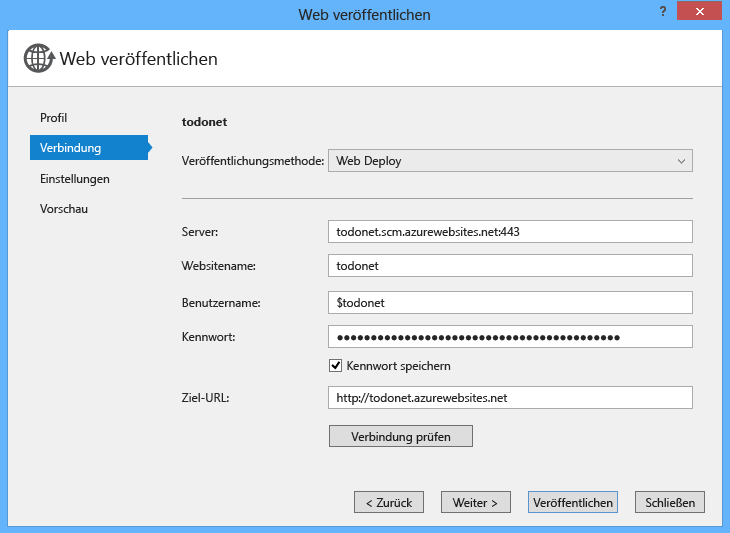 Web veröffentlichen
?
Web veröffentlichen
Profil
Verbindung
Einstellungen
Vorschau
todonet
Veröffentlichungsmethode: Web Deploy
Server: todonet.scm.azurewebsites.net:443
Websitename: todonet
Benutzername: $todonet
Kennwort: ●●●●●●●●●●●●●●●●●●●●●●●●●●●●●●●●●●●●●●●●●●
Kennwort speichern
Ziel-URL: http://todonet.azurewebsites.net
Verbindung prüfen
< Zurück Weiter > Veröffentlichen Schließen